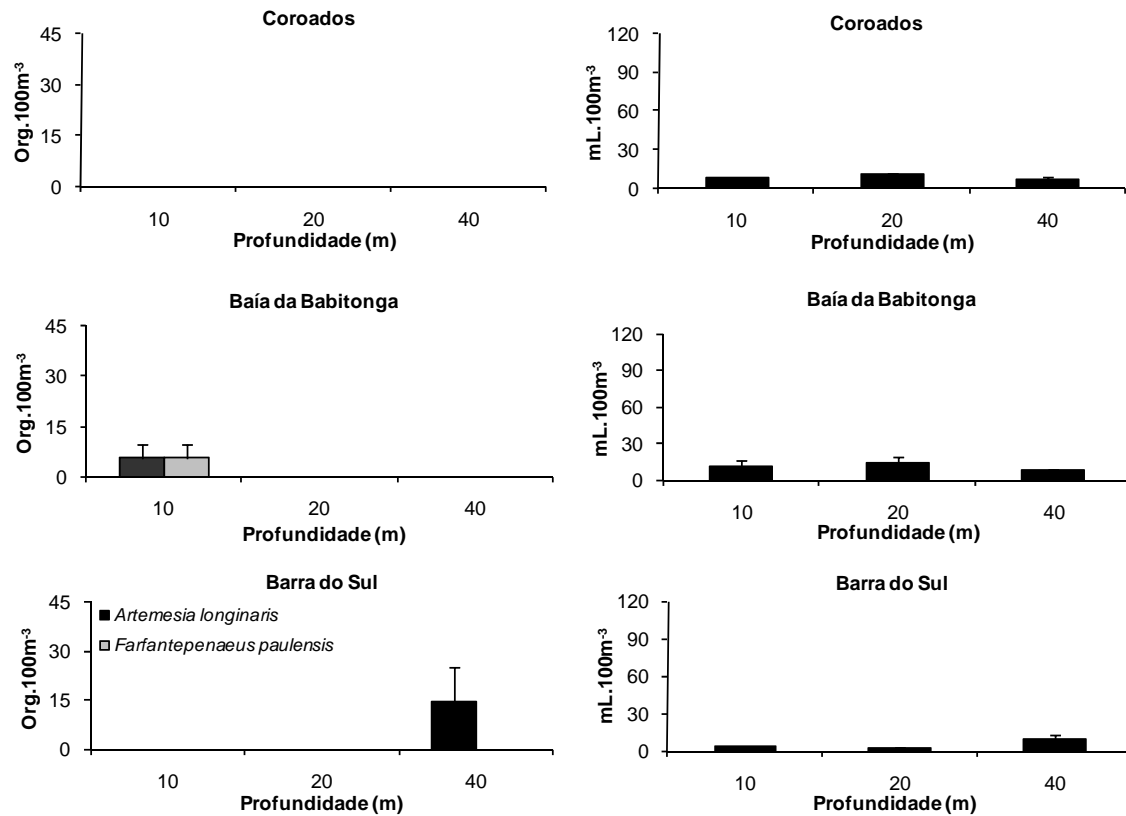 Coroados
45
30
15
0
Org.100m⁻³
10 20 40
Profundidade (m)
Coroados
120
90
60
30
0
mL.100m⁻³
10 20 40
Profundidade (m)
Baía da Babitonga
45
30
15
0
Org.100m⁻³
10 20 40
Profundidade (m)
Baía da Babitonga
120
90
60
30
0
mL.100m⁻³
10 20 40
Profundidade (m)
Barra do Sul
45
30
15
0
Org.100m⁻³
Artemesia longinaris
Farfantepenaeus paulensis
10 20 40
Profundidade (m)
Barra do Sul
120
90
60
30
0
mL.100m⁻³
10 20 40
Profundidade (m)